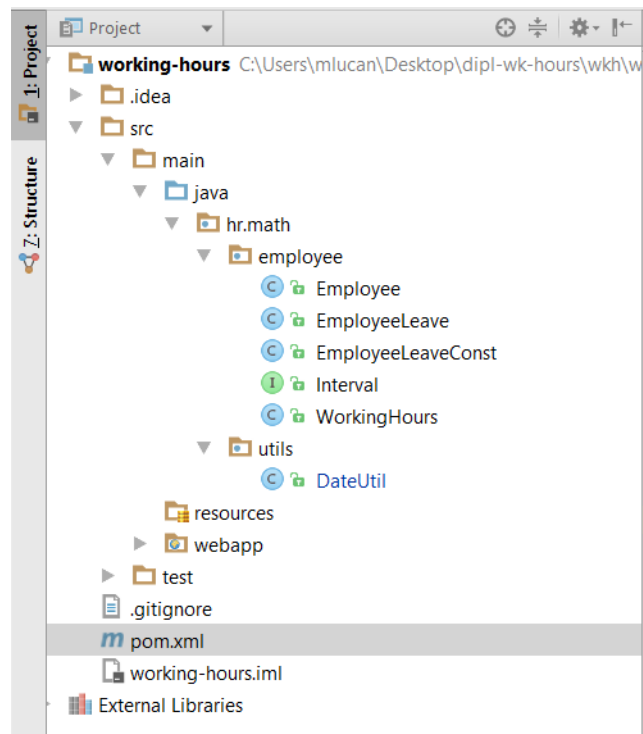 1: Project
7: Structure
Project
working-hours C:\Users\mlucan\Desktop\dipl-wk-hours\wkh\w
.idea
src
main
java
hr.math
employee
Employee
EmployeeLeave
EmployeeLeaveConst
Interval
WorkingHours
utils
DateUtil
resources
webapp
test
.gitignore
pom.xml
working-hours.iml
External Libraries